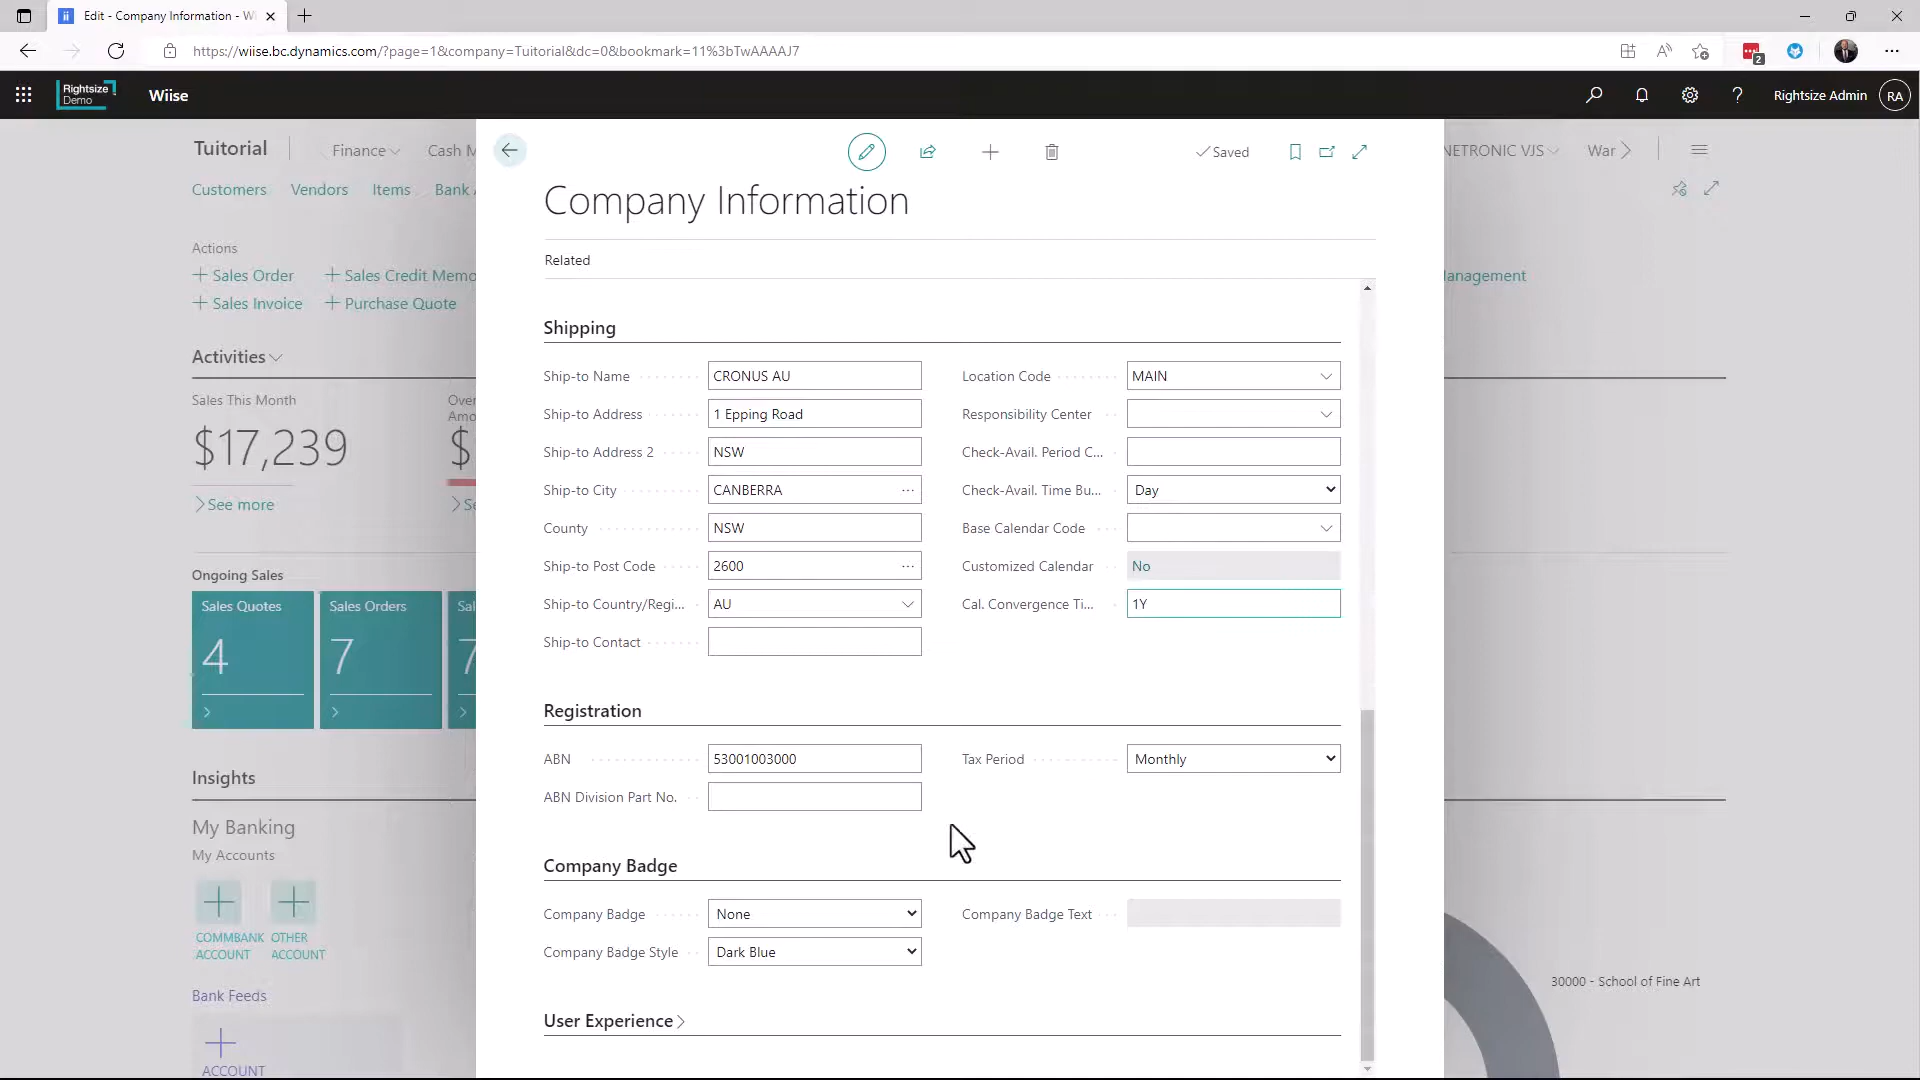 Edit - Company Information - Wi
https://wiise.bc.dynamics.com/?page=1&company=Tuitorial&dc=0&bookmark=11%3bTwAAAAJ7
2
Rightsize
Demo
Wiise
Rightsize Admin
RA
Tuitorial
Finance
Cash M
NETRONIC VJS
War
Saved
Customers
Vendors
Items
Bank
Company Information
Related
Actions
+ Sales Order
+ Sales Credit Memo
+ Sales Invoice
+ Purchase Quote
anagement
Activities
Sales This Month
Over
Amo
$17,239
$
See more
Se
Ongoing Sales
Sales Quotes
4
Sales Orders
7
Sal
7
Insights
My Banking
My Accounts
COMMBANK
ACCOUNT
OTHER
ACCOUNT
Bank Feeds
ACCOUNT
Shipping
Ship-to Name
CRONUS AU
Ship-to Address
1 Epping Road
Ship-to Address 2
NSW
Ship-to City
CANBERRA
County
NSW
Ship-to Post Code
2600
Ship-to Country/Regi...
AU
Ship-to Contact
Location Code
MAIN
Responsibility Center
Check-Avail. Period C...
Check-Avail. Time Bu...
Day
Base Calendar Code
Customized Calendar
No
Cal. Convergence Ti...
1Y
Registration
ABN
53001003000
ABN Division Part No.
Tax Period
Monthly
Company Badge
Company Badge
None
Company Badge Style
Dark Blue
Company Badge Text
User Experience
30000 - School of Fine Art